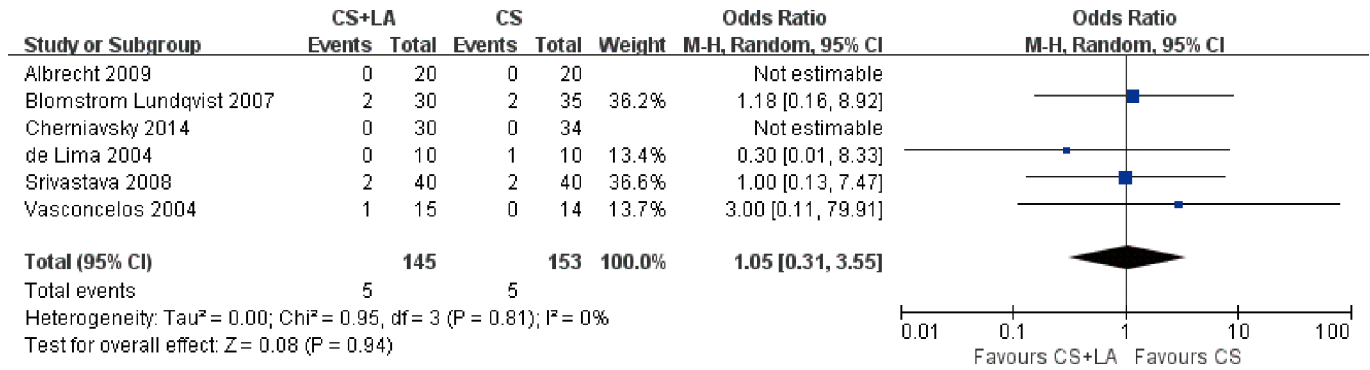 CS+LA CS Odds Ratio Odds Ratio
Study or Subgroup Events Total Events Total Weight M-H, Random, 95% CI M-H, Random, 95% CI
Albrecht 2009 0 20 0 20 Not estimable
Blomstrom Lundqvist 2007 2 30 2 35 36.2% 1.18 [0.16, 8.92]
Cherniavsky 2014 0 30 0 34 Not estimable
de Lima 2004 0 10 1 10 13.4% 0.30 [0.01, 8.33]
Srivastava 2008 2 40 2 40 36.6% 1.00 [0.13, 7.47]
Vasconcelos 2004 1 15 0 14 13.7% 3.00 [0.11, 79.91]
Total (95% CI) 145 153 100.0% 1.05 [0.31, 3.55]
Total events 5 5
Heterogeneity: Tau² = 0.00; Chi² = 0.95, df = 3 (P = 0.81); I² = 0%
Test for overall effect: Z = 0.08 (P = 0.94)
0.01 0.1 1 10 100
Favours CS+LA Favours CS